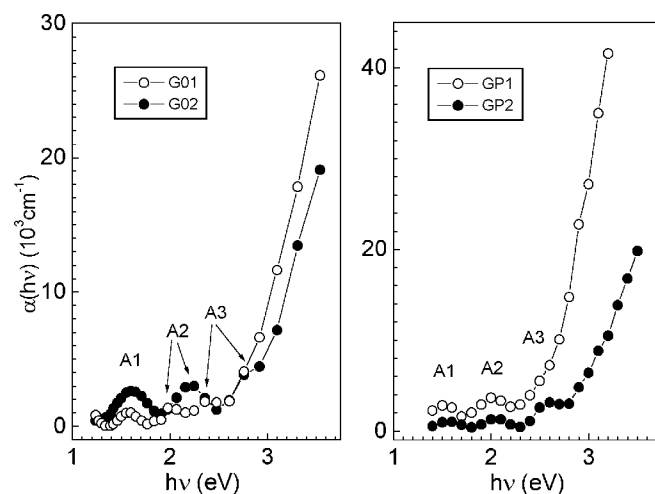 30
20
10
0
α(hν) (10³cm⁻¹)
G01
G02
A1
A2
A3
1
2
3
hν (eV)
40
20
0
GP1
GP2
A1
A2
A3
1
2
3
hν (eV)